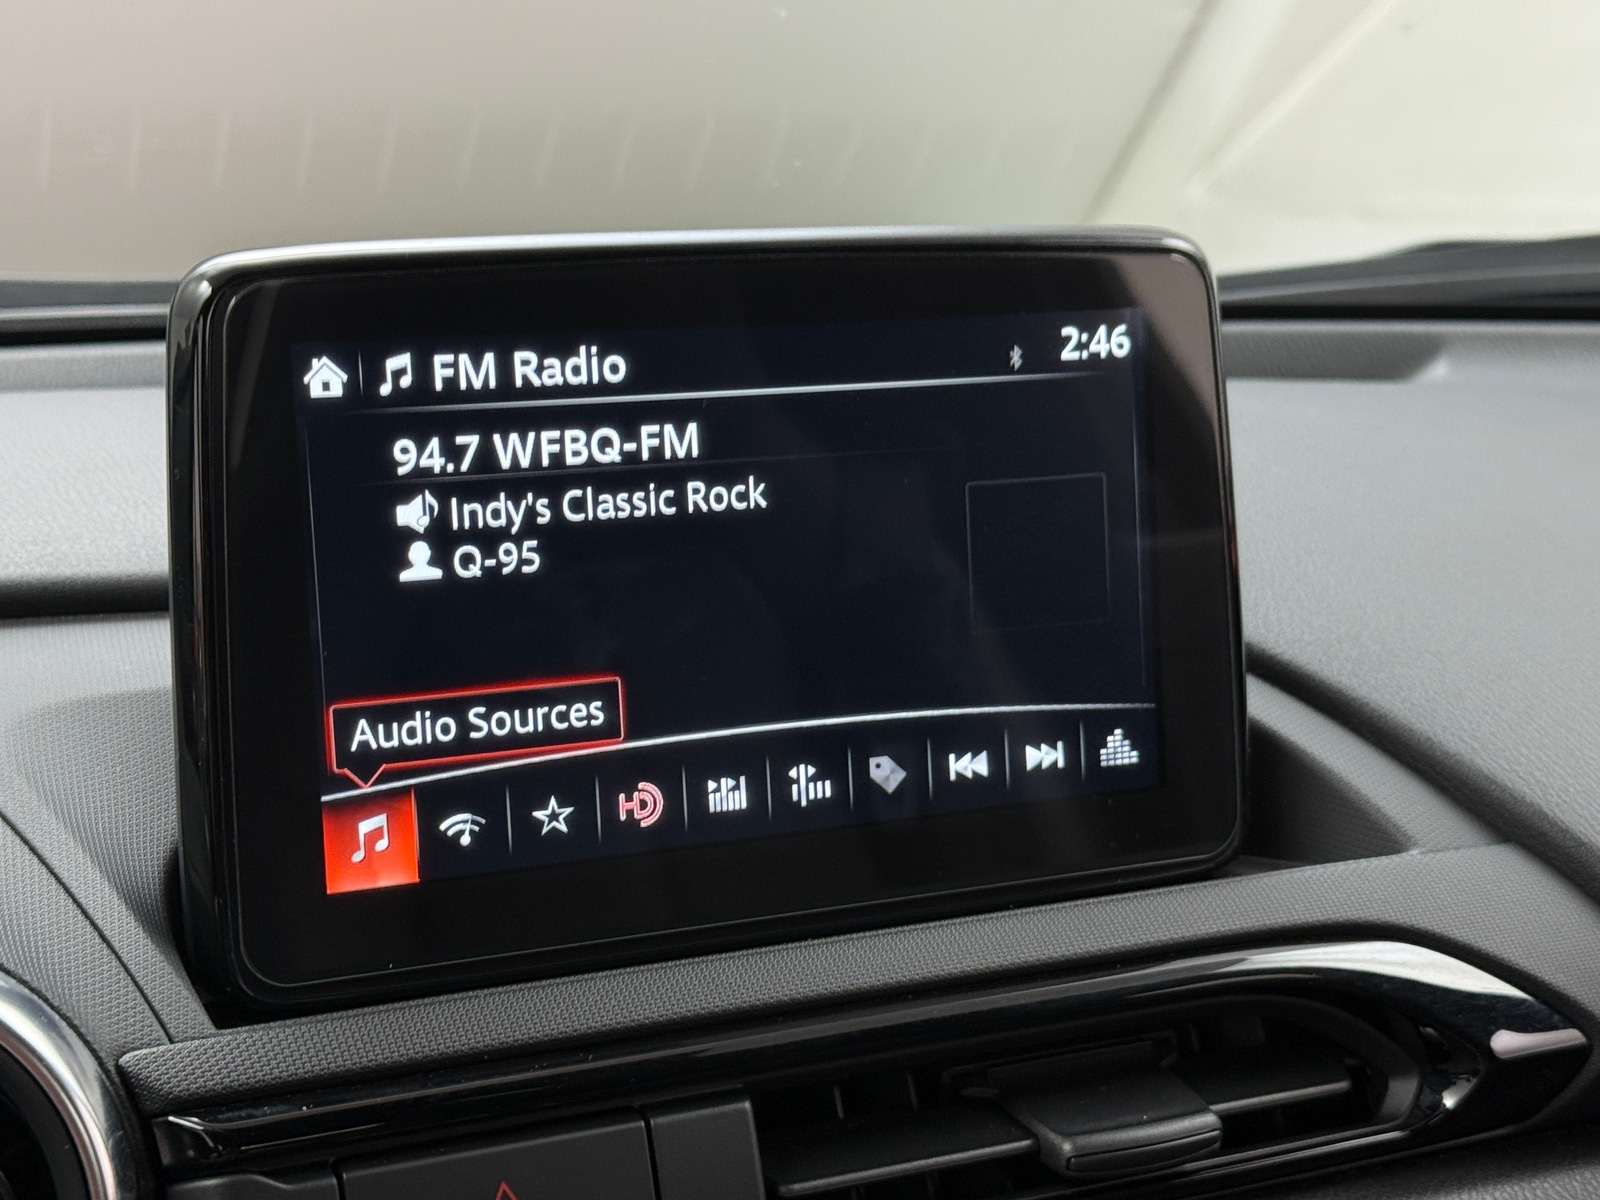 FM Radio
2:46
94.7 WFBQ-FM
Indy's Classic Rock
Q-95
Audio Sources
HD